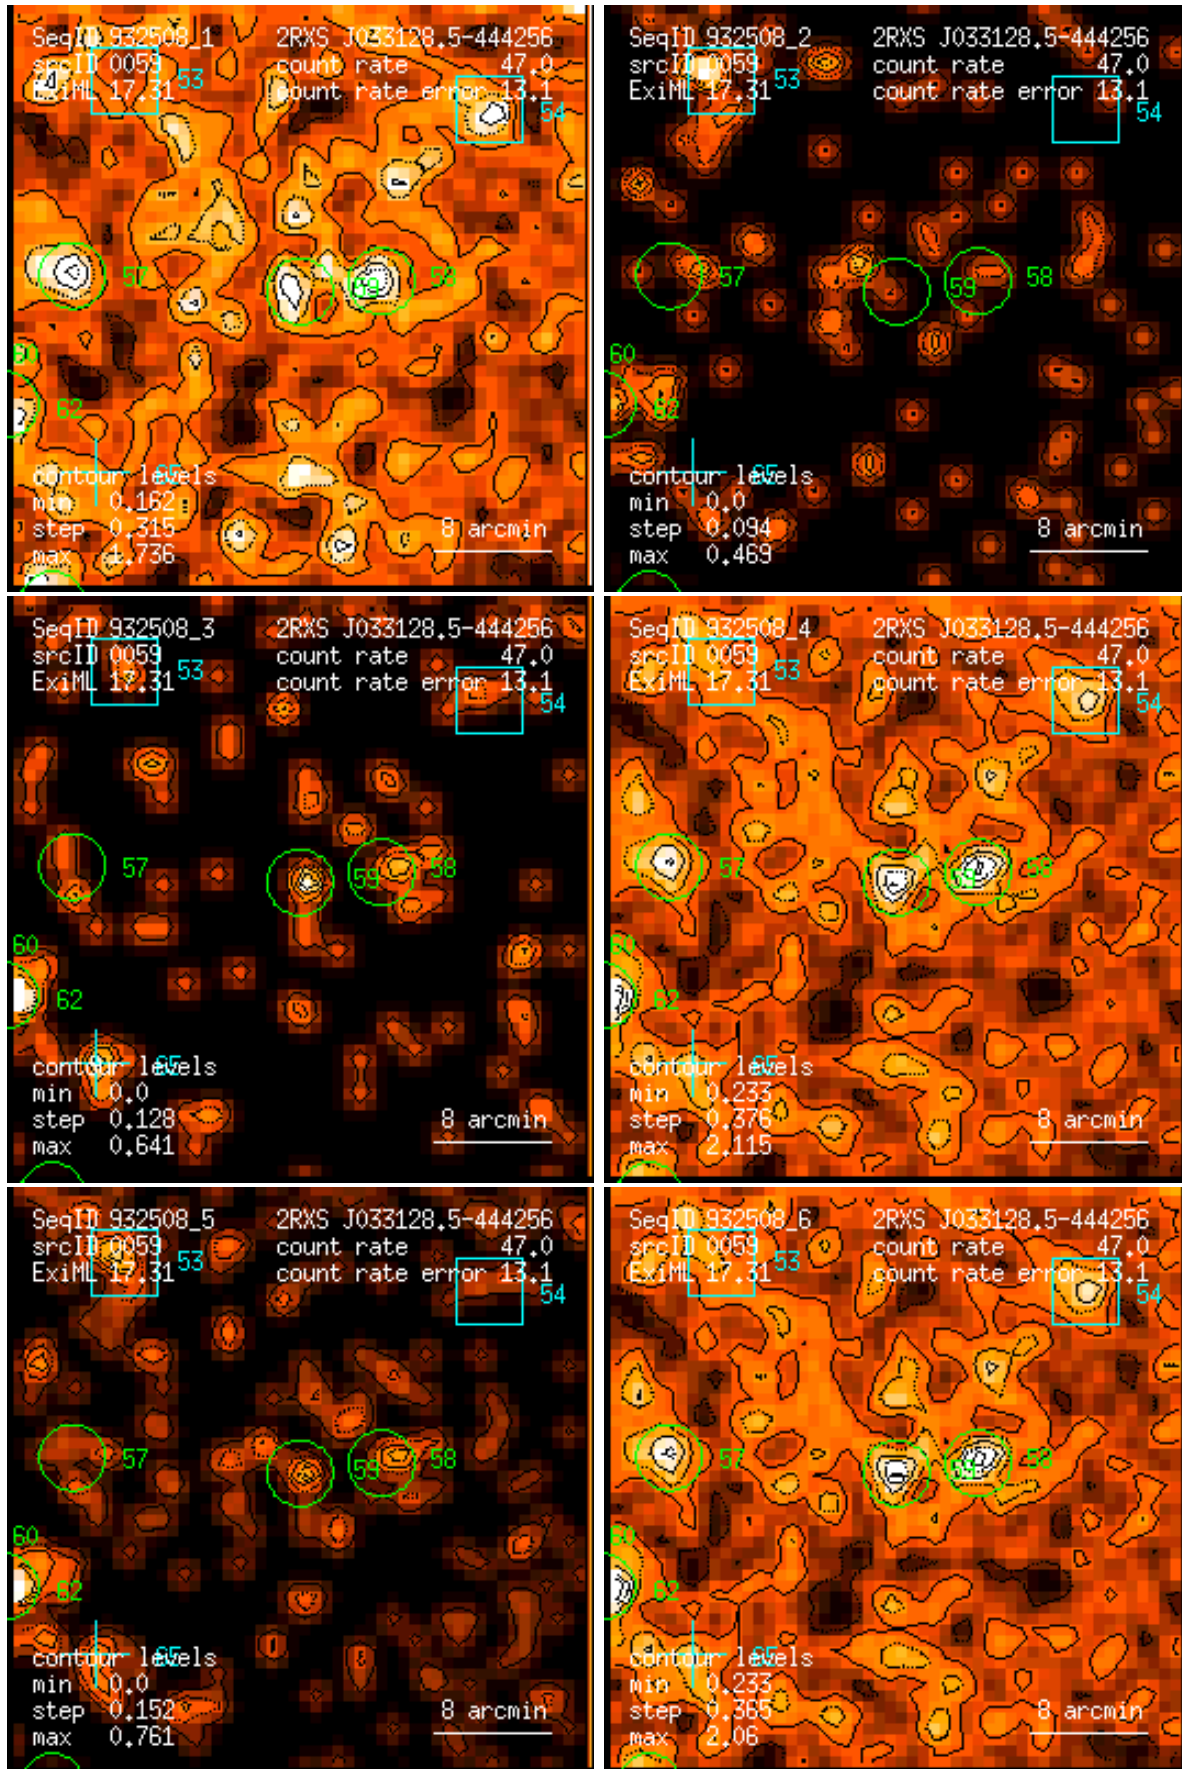 SeqID 932508_1 2RXS J033128.5-444256
srcID 0059 53 count rate 47.0
ExiML 17.31 count rate error 13.1
54
57 59 58
60
62
contour levels 65
min 0.162
step 0.315 8 arcmin
max 1.736
SeqID 932508_2 2RXS J033128.5-444256
srcID 0059 53 count rate 47.0
ExiML 17.31 count rate error 13.1
54
57 59 58
60
62
contour levels 65
min 0.0
step 0.094 8 arcmin
max 0.469
SeqID 932508_3 2RXS J033128.5-444256
srcID 0059 53 count rate 47.0
ExiML 17.31 count rate error 13.1
54
57 59 58
60
62
contour levels 65
min 0.0
step 0.128 8 arcmin
max 0.641
SeqID 932508_4 2RXS J033128.5-444256
srcID 0059 53 count rate 47.0
ExiML 17.31 count rate error 13.1
54
57 59 58
60
62
contour levels 65
min 0.233
step 0.376 8 arcmin
max 2.115
SeqID 932508_5 2RXS J033128.5-444256
srcID 0059 53 count rate 47.0
ExiML 17.31 count rate error 13.1
54
57 59 58
60
62
contour levels 65
min 0.0
step 0.152 8 arcmin
max 0.761
SeqID 932508_6 2RXS J033128.5-444256
srcID 0059 53 count rate 47.0
ExiML 17.31 count rate error 13.1
54
57 59 58
60
62
contour levels 65
min 0.233
step 0.365 8 arcmin
max 2.06